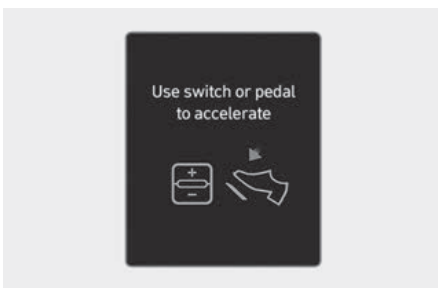 Use switch or pedal
to accelerate
+
−